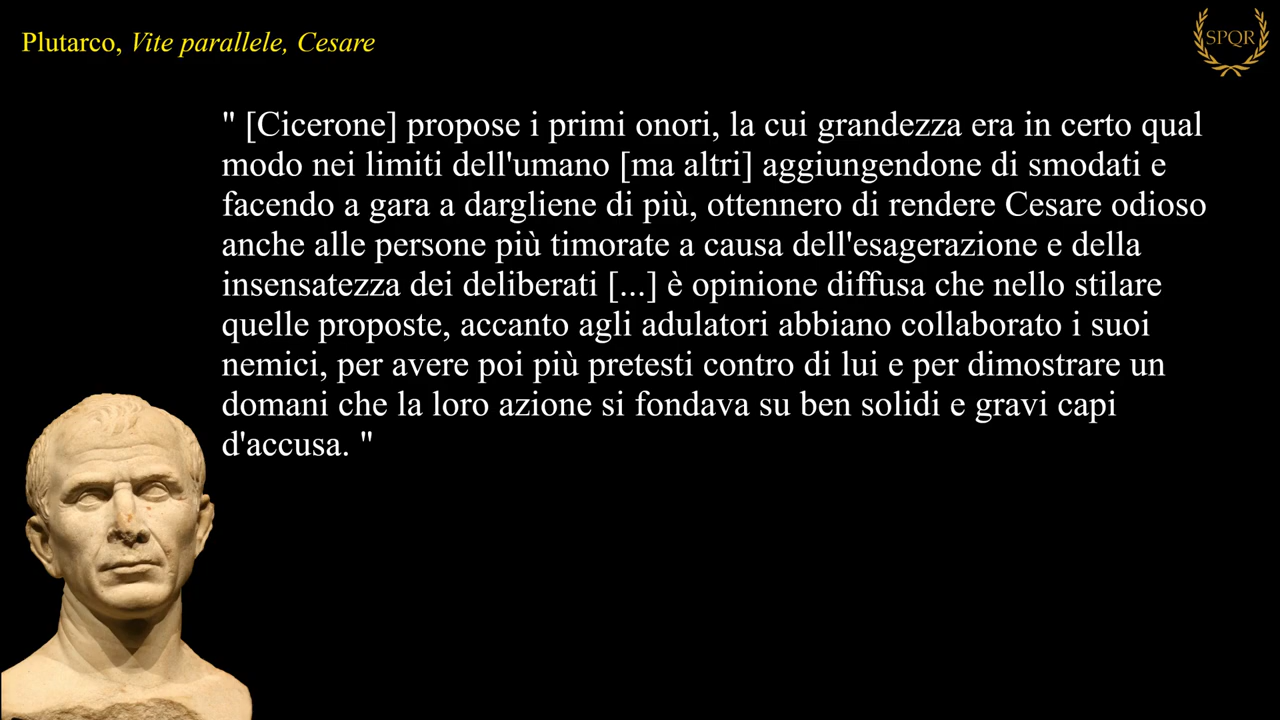 Plutarco, Vite parallele, Cesare
SPQR
" [Cicerone] propose i primi onori, la cui grandezza era in certo qual
modo nei limiti dell'umano [ma altri] aggiungendone di smodati e
facendo a gara a dargliene di più, ottennero di rendere Cesare odioso
anche alle persone più timorate a causa dell'esagerazione e della
insensatezza dei deliberati [...] è opinione diffusa che nello stilare
quelle proposte, accanto agli adulatori abbiano collaborato i suoi
nemici, per avere poi più pretesti contro di lui e per dimostrare un
domani che la loro azione si fondava su ben solidi e gravi capi
d'accusa. "